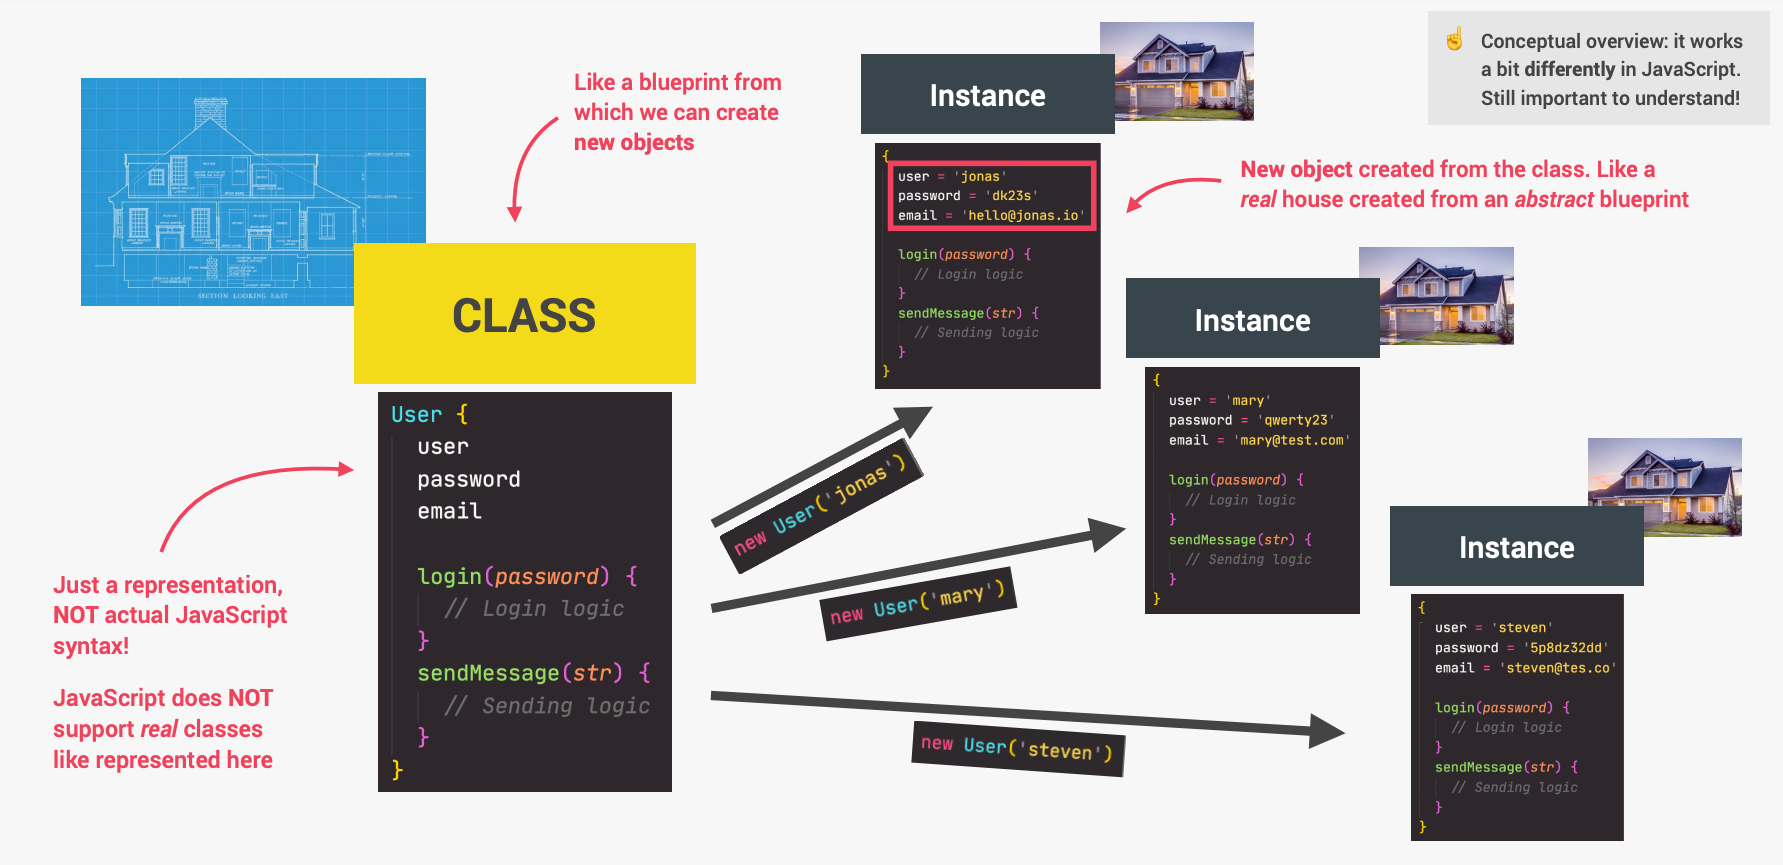 SECTION LOOKING EAST
Like a blueprint from
which we can create
new objects
CLASS
User {
user
password
email
login(password) {
// Login logic
}
sendMessage(str) {
// Sending logic
}
}
Just a representation,
NOT actual JavaScript
syntax!
JavaScript does NOT
support real classes
like represented here
new User('jonas')
new User('mary')
new User('steven')
Instance
{
user = 'jonas'
password = 'dk23s'
email = 'hello@jonas.io'
login(password) {
// Login logic
}
sendMessage(str) {
// Sending logic
}
}
☝️ Conceptual overview: it works
a bit differently in JavaScript.
Still important to understand!
New object created from the class. Like a
real house created from an abstract blueprint
Instance
{
user = 'mary'
password = 'qwerty23'
email = 'mary@test.com'
login(password) {
// Login logic
}
sendMessage(str) {
// Sending logic
}
}
Instance
{
user = 'steven'
password = '5p8dz32dd'
email = 'steven@tes.co'
login(password) {
// Login logic
}
sendMessage(str) {
// Sending logic
}
}